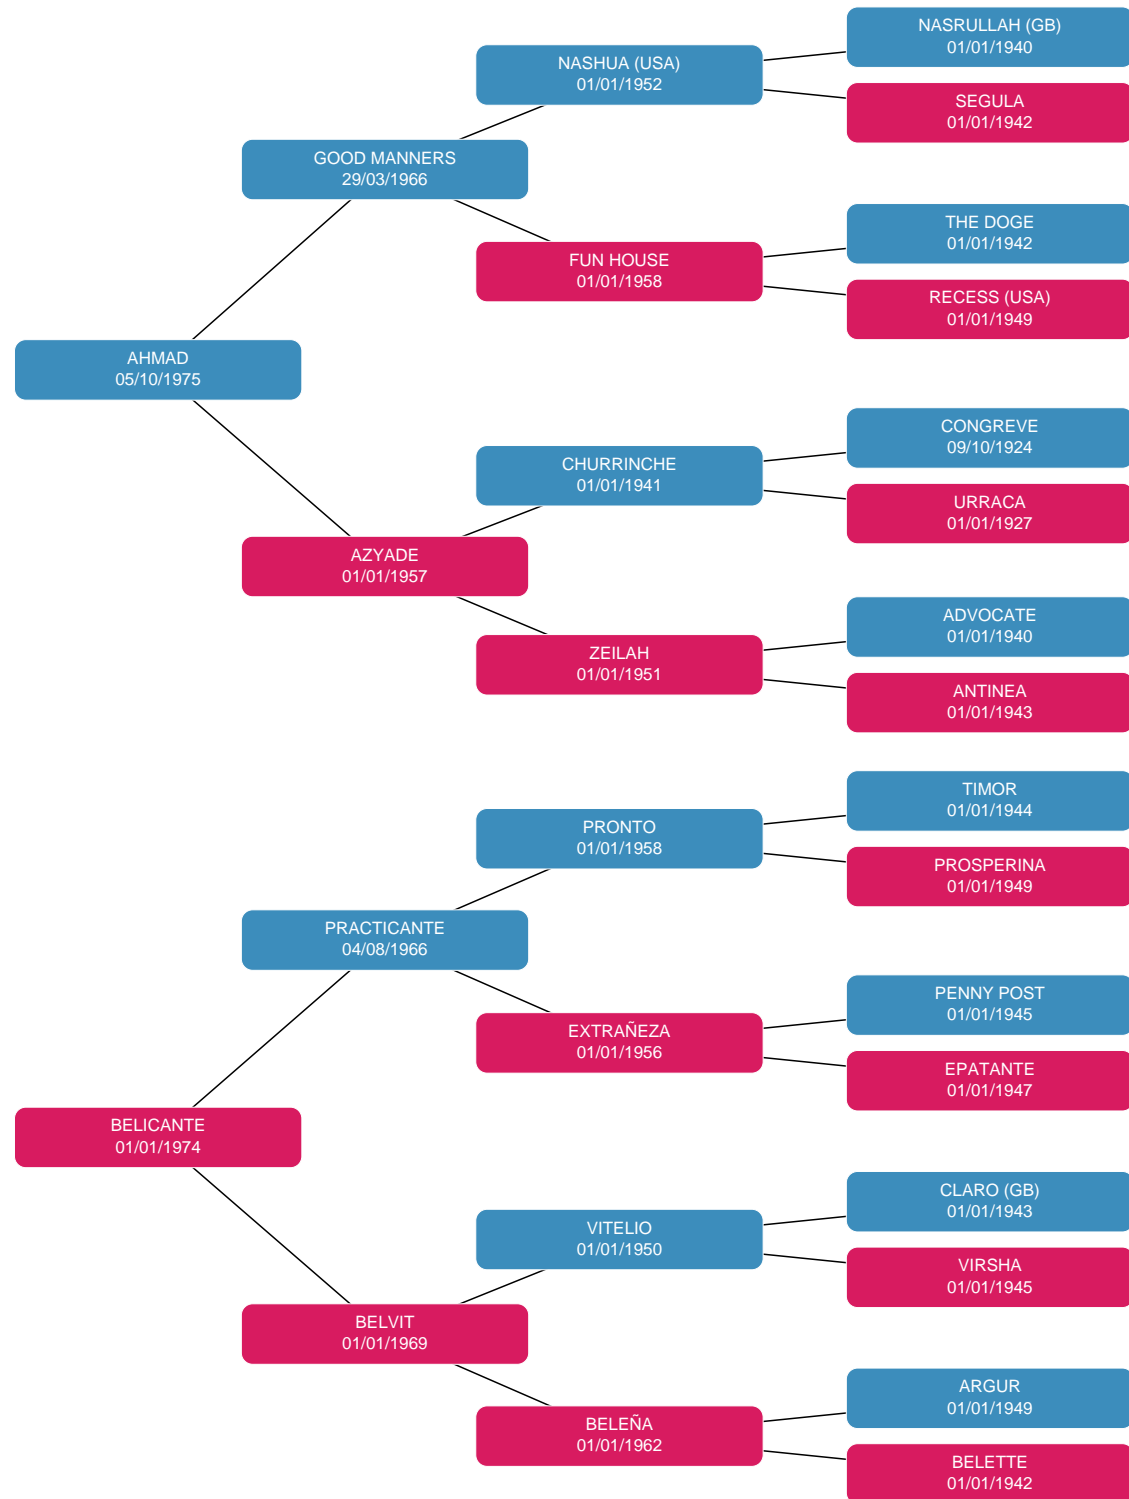 NASRULLAH (GB)
01/01/1940
NASHUA (USA)
01/01/1952
SEGULA
01/01/1942
GOOD MANNERS
29/03/1966
THE DOGE
01/01/1942
FUN HOUSE
01/01/1958
RECESS (USA)
01/01/1949
AHMAD
05/10/1975
CONGREVE
09/10/1924
CHURRINCHE
01/01/1941
URRACA
01/01/1927
AZYADE
01/01/1957
ADVOCATE
01/01/1940
ZEILAH
01/01/1951
ANTINEA
01/01/1943
TIMOR
01/01/1944
PRONTO
01/01/1958
PROSPERINA
01/01/1949
PRACTICANTE
04/08/1966
PENNY POST
01/01/1945
EXTRAÑEZA
01/01/1956
EPATANTE
01/01/1947
BELICANTE
01/01/1974
CLARO (GB)
01/01/1943
VITELIO
01/01/1950
VIRSHA
01/01/1945
BELVIT
01/01/1969
ARGUR
01/01/1949
BELEÑA
01/01/1962
BELETTE
01/01/1942